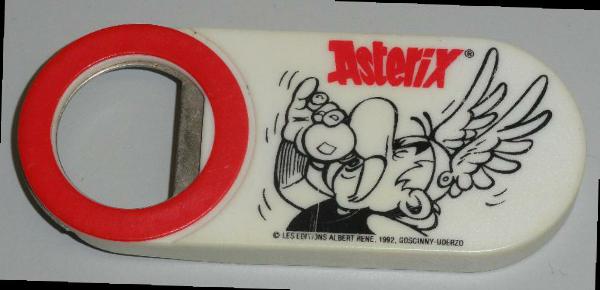 Asterix®
© LES EDITIONS ALBERT RENE, 1992, GOSCINNY-UDERZO